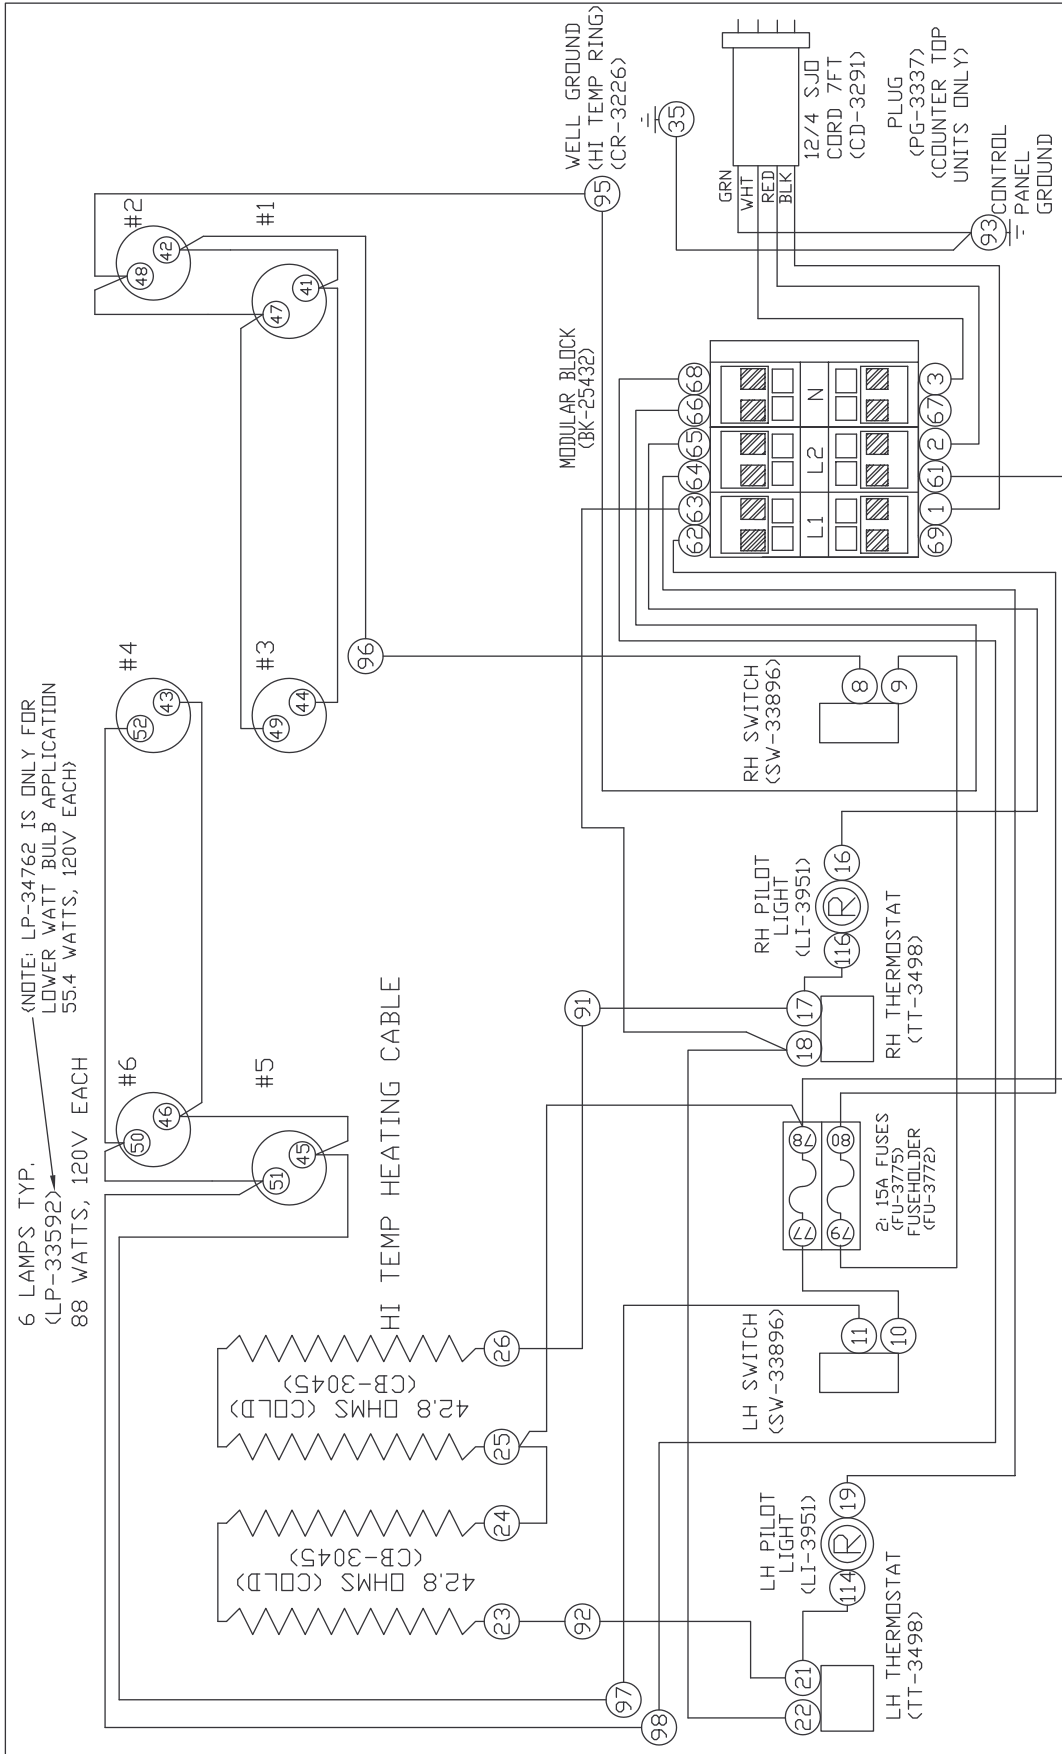 6 LAMPS TYP.
(LP-33592)
88 WATTS, 120V EACH
(NOTE: LP-34762 IS ONLY FOR
LOWER WATT BULB APPLICATION
55.4 WATTS, 120V EACH)
#6
50
46
#5
51
45
#4
52
43
#3
49
44
#2
48
42
#1
47
41
96
95
WELL GROUND
(HI TEMP RING)
(CR-3226)
35
HI TEMP HEATING CABLE
42.8 OHMS (COLD)
(CB-3045)
23
24
42.8 OHMS (COLD)
(CB-3045)
25
26
92
91
97
98
MODULAR BLOCK
(BK-25432)
62
63
64
65
66
68
L1
L2
N
69
1
61
2
67
3
GRN
WHT
RED
BLK
12/4 SJO
CORD 7FT
(CD-3291)
PLUG
(PG-3337)
(COUNTER TOP
UNITS ONLY)
93
CONTROL
PANEL
GROUND
LH PILOT
LIGHT
(LI-3951)
114
R
19
22
21
LH THERMOSTAT
(TT-3498)
LH SWITCH
(SW-33896)
11
10
77
78
79
80
2: 15A FUSES
(FU-3775)
FUSEHOLDER
(FU-3772)
RH PILOT
LIGHT
(LI-3951)
116
R
16
18
17
RH THERMOSTAT
(TT-3498)
RH SWITCH
(SW-33896)
8
9